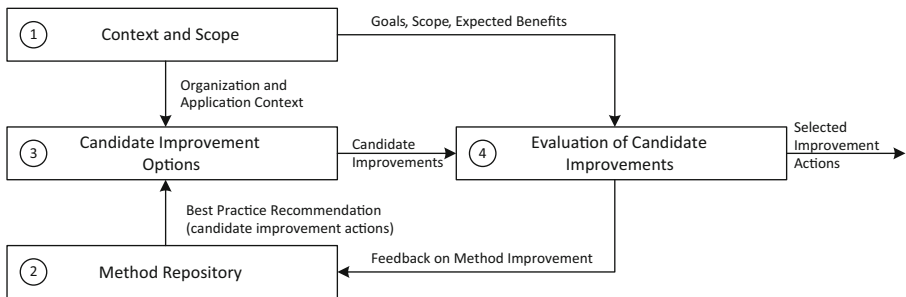 1
Context and Scope
Goals, Scope, Expected Benefits
Organization and
Application Context
3
Candidate Improvement
Options
Candidate
Improvements
4
Evaluation of Candidate
Improvements
Selected
Improvement
Actions
Best Practice Recommendation
(candidate improvement actions)
2
Method Repository
Feedback on Method Improvement